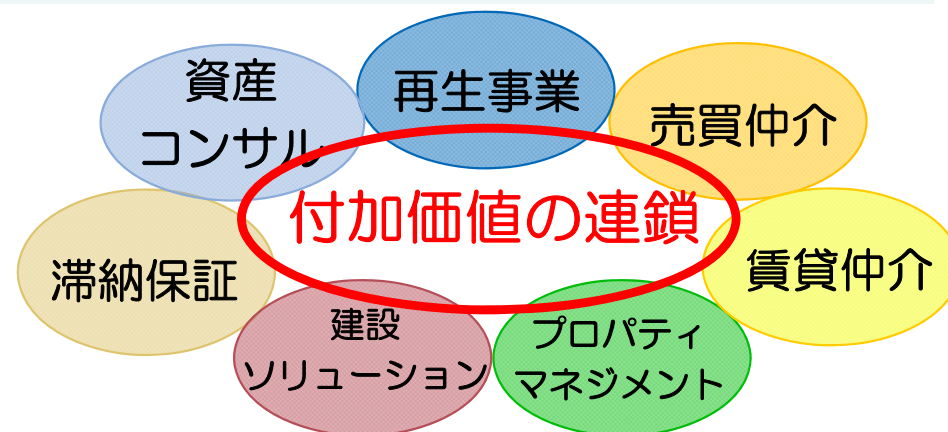 資産
コンサル
再生事業
売買仲介
付加価値の連鎖
滞納保証
賃貸仲介
建設
ソリューション
プロパティ
マネジメント